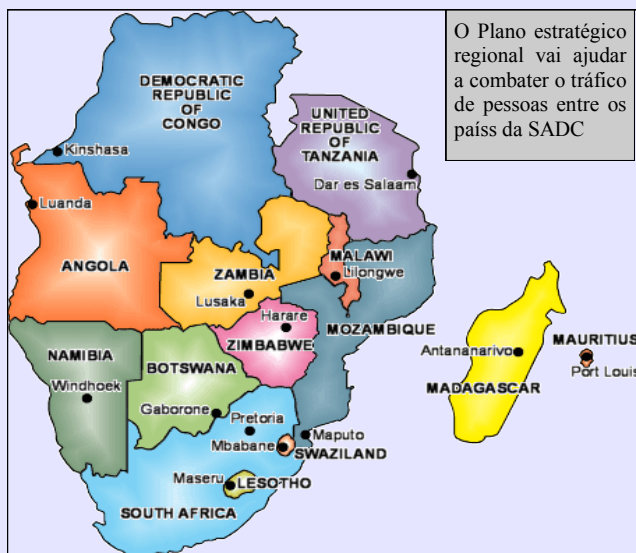 O Plano estratégico
regional vai ajudar
a combater o tráfico
de pessoas entre os
paíss da SADC
DEMOCRATIC
REPUBLIC
OF
CONGO
UNITED
REPUBLIC
OF
TANZANIA
Kinshasa
Dar es Salaam
Luanda
ANGOLA
ZAMBIA
Lusaka
MALAWI
Lilongwe
Harare
ZIMBABWE
MOZAMBIQUE
NAMIBIA
Windhoek
BOTSWANA
Gaborone
Pretoria
Mbabane
Maputo
SWAZILAND
Maseru
LESOTHO
SOUTH AFRICA
Antananarivo
MADAGASCAR
MAURITIUS
Port Louis